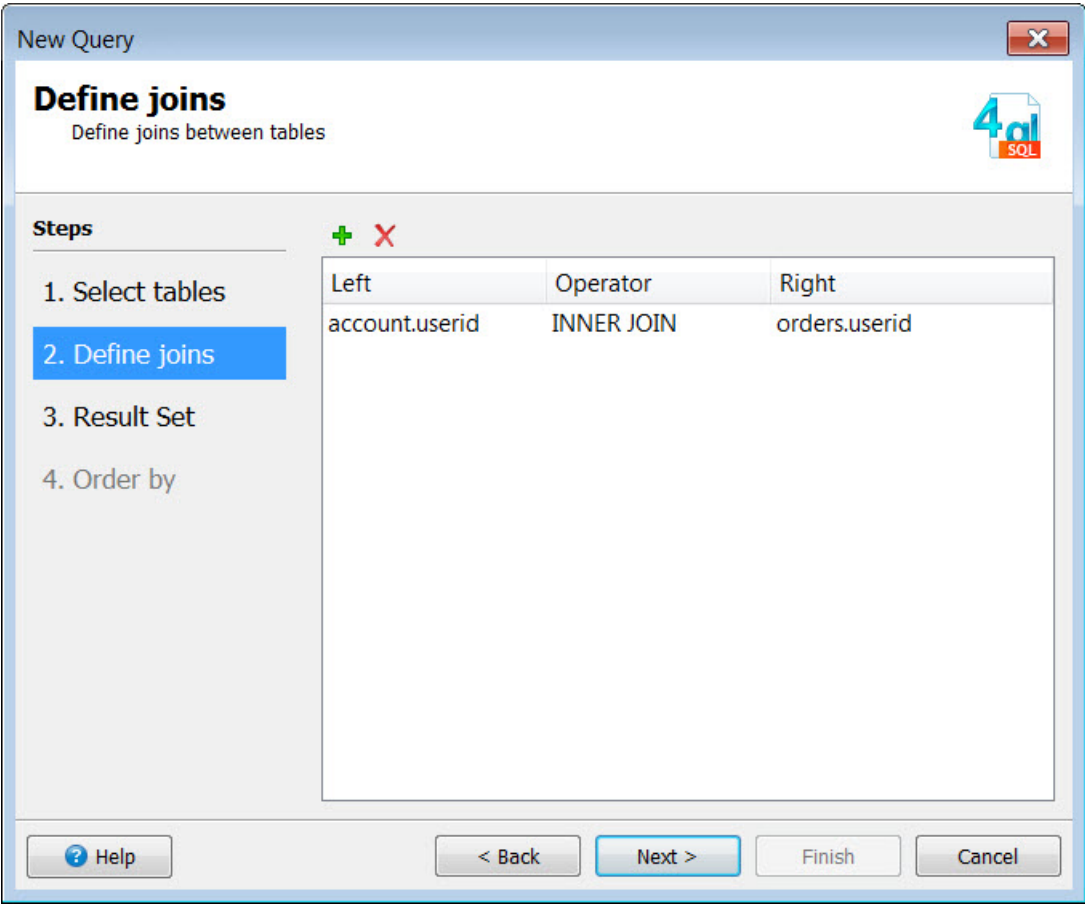 New Query
Define joins
Define joins between tables
4gl
SQL
Steps
1. Select tables
2. Define joins
3. Result Set
4. Order by
Left Operator Right
account.userid INNER JOIN orders.userid
? Help
< Back Next > Finish Cancel